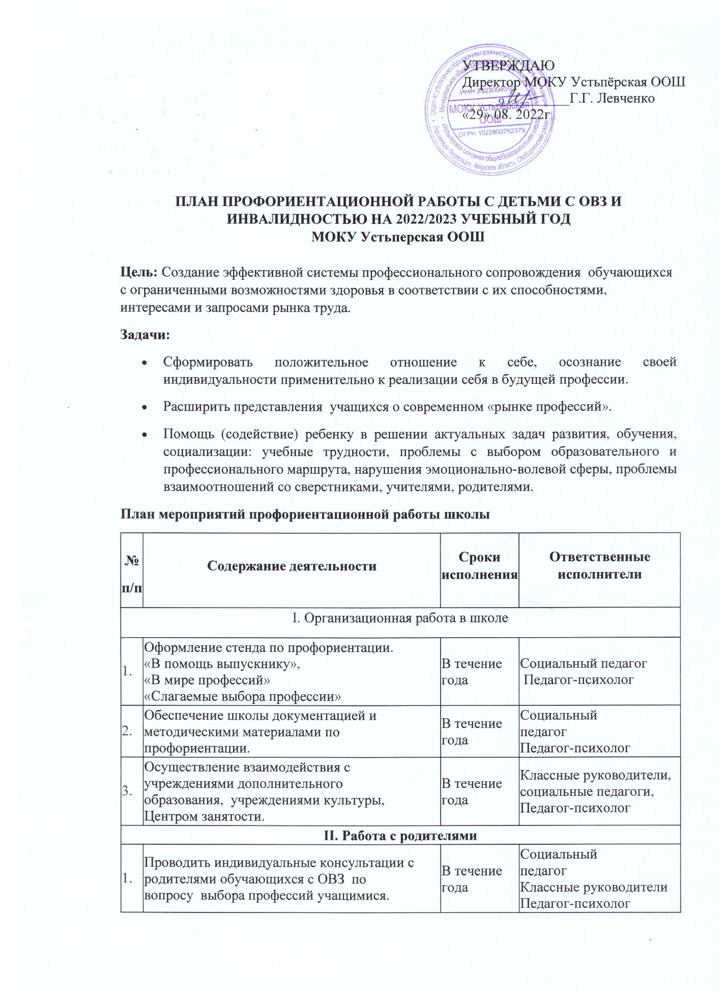 УТВЕРЖДАЮ
Директор МОКУ Устьпёрская ООШ
Г.Г. Левченко
«29» 08. 2022г
ИНН 2823004050
МОКУ Устьперская
ООШ
ОГРН 1022800762379
«Устьпёрская основная общеобразовательная школа»
Российская Федерация, Амурская область, Свободненский район
ПЛАН ПРОФОРИЕНТАЦИОННОЙ РАБОТЫ С ДЕТЬМИ С ОВЗ И
ИНВАЛИДНОСТЬЮ НА 2022/2023 УЧЕБНЫЙ ГОД
МОКУ Устьперская ООШ
Цель: Создание эффективной системы профессионального сопровождения обучающихся
с ограниченными возможностями здоровья в соответствии с их способностями,
интересами и запросами рынка труда.
Задачи:
• Сформировать положительное отношение к себе, осознание своей
индивидуальности применительно к реализации себя в будущей профессии.
• Расширить представления учащихся о современном «рынке профессий».
• Помощь (содействие) ребенку в решении актуальных задач развития, обучения,
социализации: учебные трудности, проблемы с выбором образовательного и
профессионального маршрута, нарушения эмоционально-волевой сферы, проблемы
взаимоотношений со сверстниками, учителями, родителями.
План мероприятий профориентационной работы школы
№
п/п
Содержание деятельности
Сроки
исполнения
Ответственные
исполнители
I. Организационная работа в школе
1.
Оформление стенда по профориентации.
«В помощь выпускнику»,
«В мире профессий»
«Слагаемые выбора профессии»
В течение
года
Социальный педагог
Педагог-психолог
2.
Обеспечение школы документацией и
методическими материалами по
профориентации.
В течение
года
Социальный
педагог
Педагог-психолог
3.
Осуществление взаимодействия с
учреждениями дополнительного
образования, учреждениями культуры,
Центром занятости.
В течение
года
Классные руководители,
социальные педагоги,
Педагог-психолог
II. Работа с родителями
1.
Проводить индивидуальные консультации с
родителями обучающихся с ОВЗ по
вопросу выбора профессий учащимися.
В течение
года
Социальный
педагог
Классные руководители
Педагог-психолог